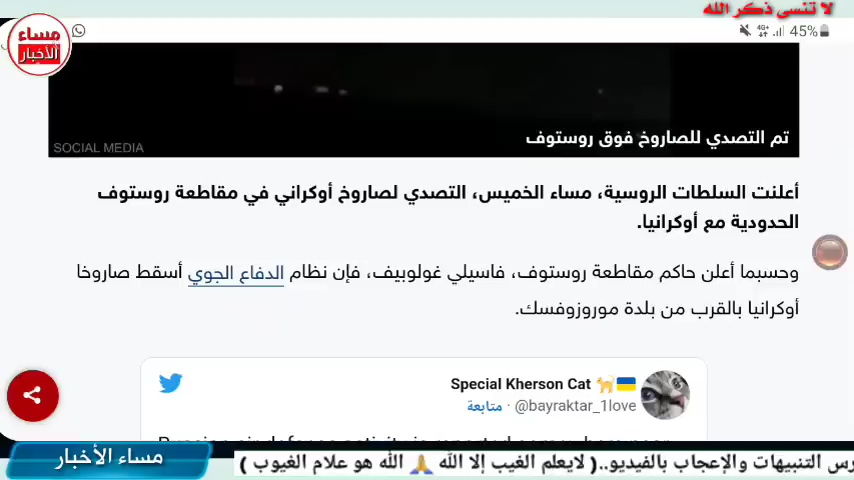 لا تنسى ذكر الله
مساء
الأخبار
4G+
45%
تم التصدي للصاروخ فوق روستوف
SOCIAL MEDIA
أعلنت السلطات الروسية، مساء الخميس، التصدي لصاروخ أوكراني في مقاطعة روستوف
الحدودية مع أوكرانيا.
وحسبما أعلن حاكم مقاطعة روستوف، فاسيلي غولوبيف، فإن نظام الدفاع الجوي أسقط صاروخا
أوكرانيا بالقرب من بلدة موروزوفسك.
Special Kherson Cat 🐈🇺🇦
@bayraktar_1love · متابعة
مساء الأخبار
رس التنبيهات والإعجاب بالفيديو..( لايعلم الغيب إلا الله 🙏 الله هو علام الغيوب )